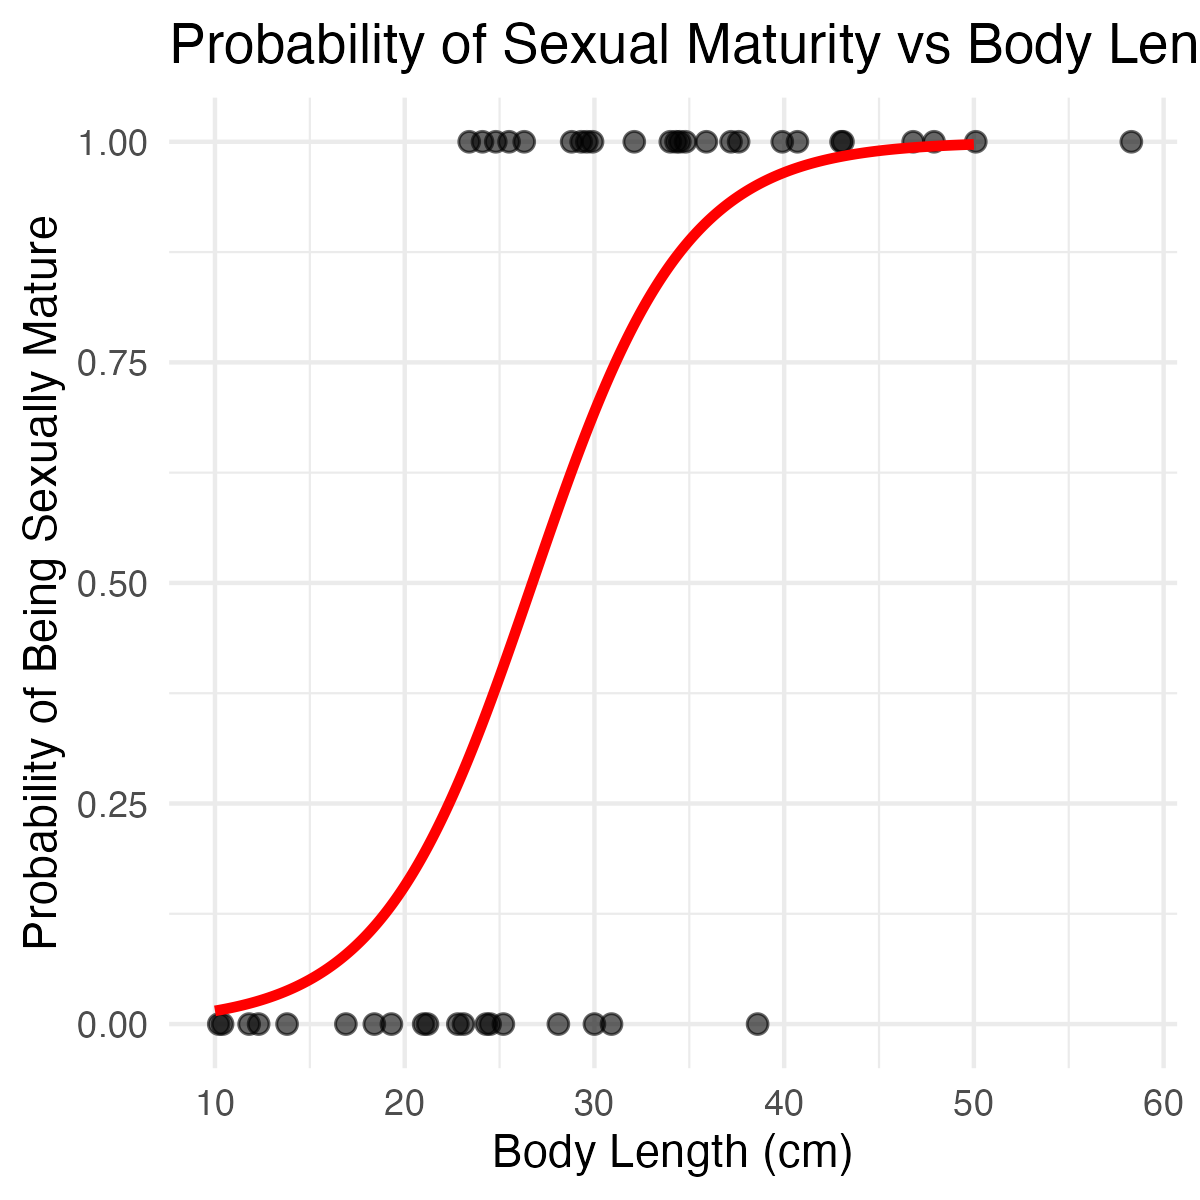 Probability of Sexual Maturity vs Body Len
Probability of Being Sexually Mature
1.00
0.75
0.50
0.25
0.00
10 20 30 40 50 60
Body Length (cm)